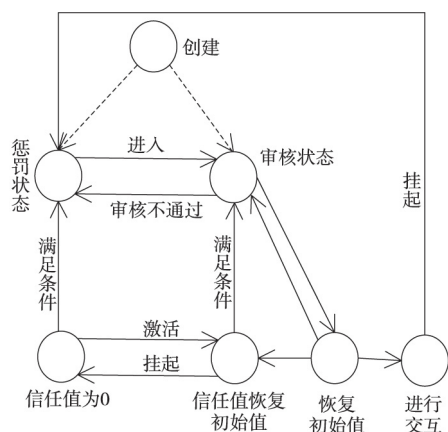 创建
进入
惩罚状态
审核状态
审核不通过
挂起
满足条件
满足条件
激活
挂起
信任值为0
信任值恢复
初始值
恢复
初始值
进行
交互